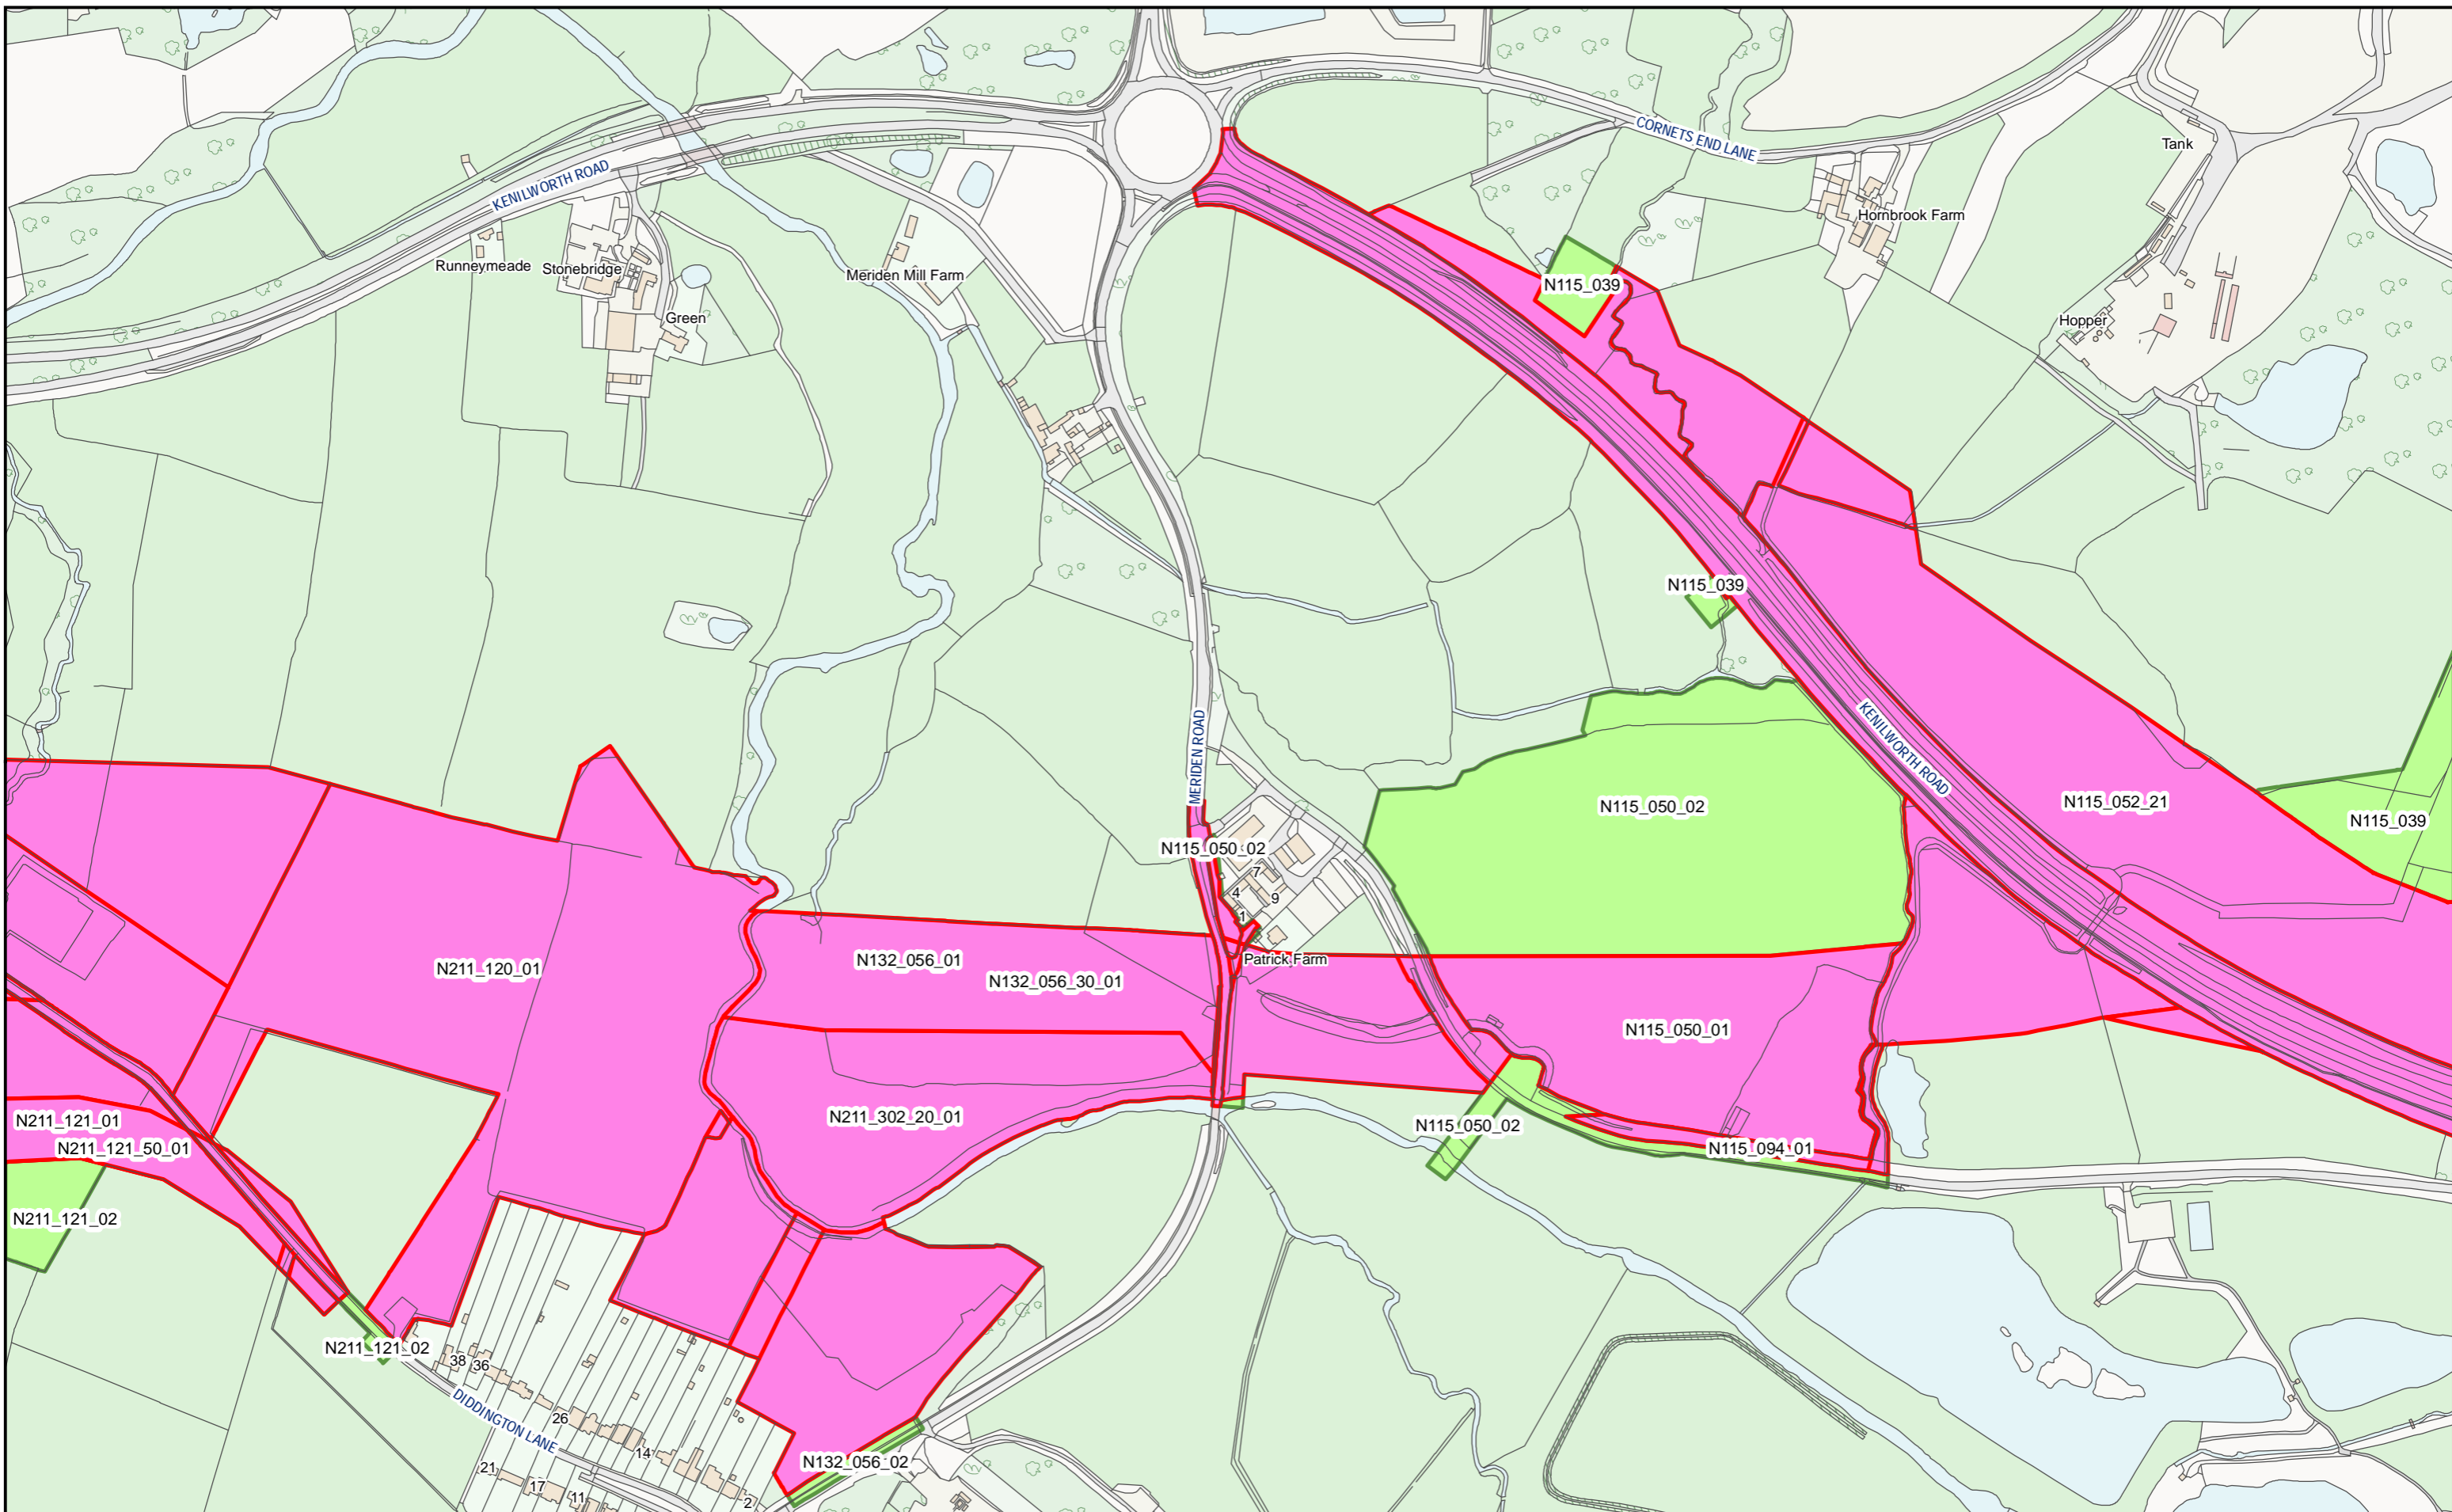 CORNETS END LANE
Tank
KENILWORTH ROAD
Hornbrook Farm
Runneymeade
Stonebridge
Meriden Mill Farm
N115_039
Green
Hopper
N115_039
MERIDEN ROAD
KENILWORTH ROAD
N115_050_02
N115_052_21
N115_039
N115_050_02
7
4
9
1
N211_120_01
N132_056_01
Patrick Farm
N132_056_30_01
N115_050_01
N211_121_01
N211_302_20_01
N115_050_02
N211_121_50_01
N115_094_01
N211_121_02
N211_121_02
38
36
DIDDINGTON LANE
26
14
N132_056_02
21
17
11
2